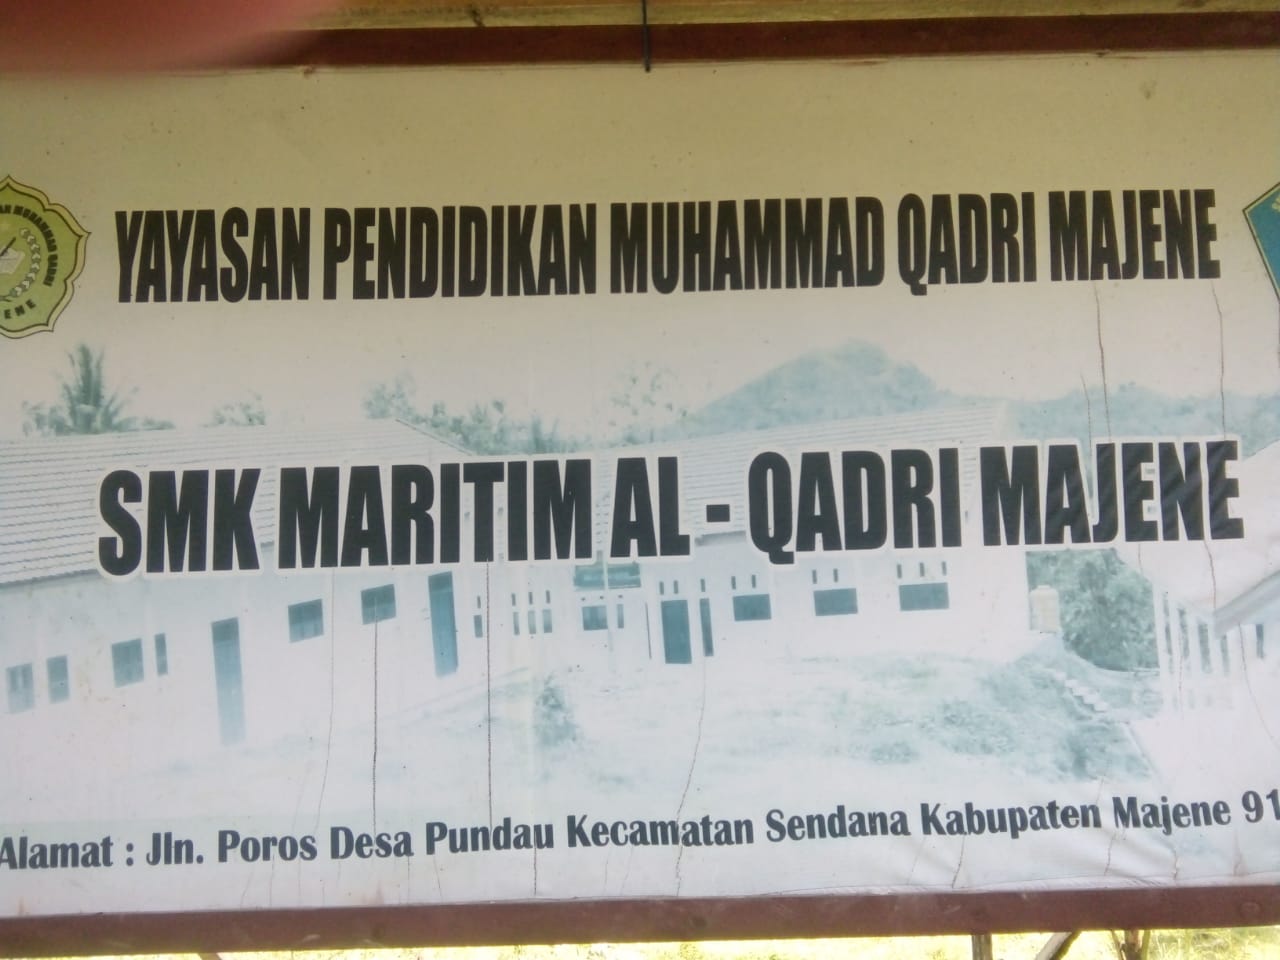 YAYASAN PENDIDIKAN MUHAMMAD QADRI MAJENE
SMK MARITIM AL - QADRI MAJENE
Alamat : Jln. Poros Desa Pundau Kecamatan Sendana Kabupaten Majene 91